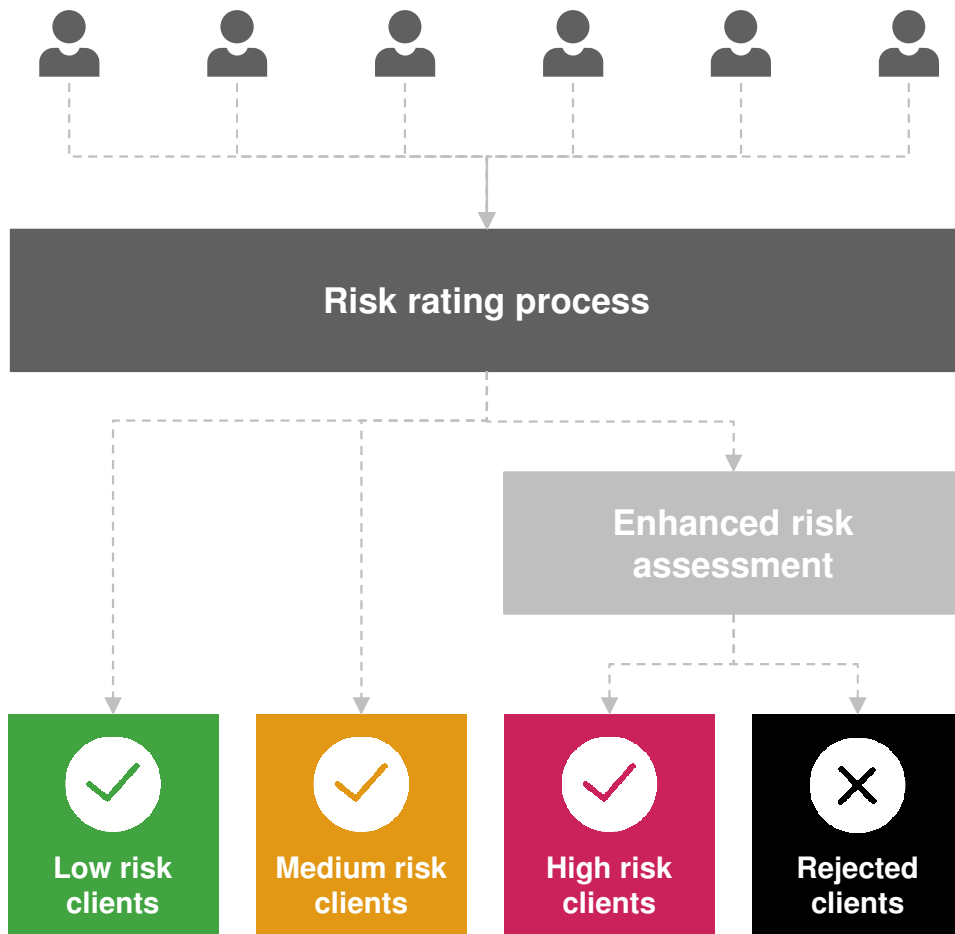 Risk rating process
Enhanced risk
assessment
Low risk
clients
Medium risk
clients
High risk
clients
Rejected
clients